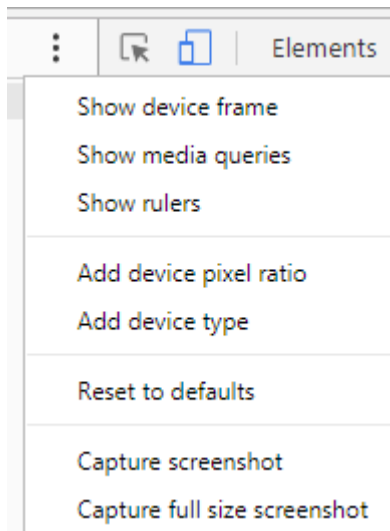 Elements
Show device frame
Show media queries
Show rulers
Add device pixel ratio
Add device type
Reset to defaults
Capture screenshot
Capture full size screenshot